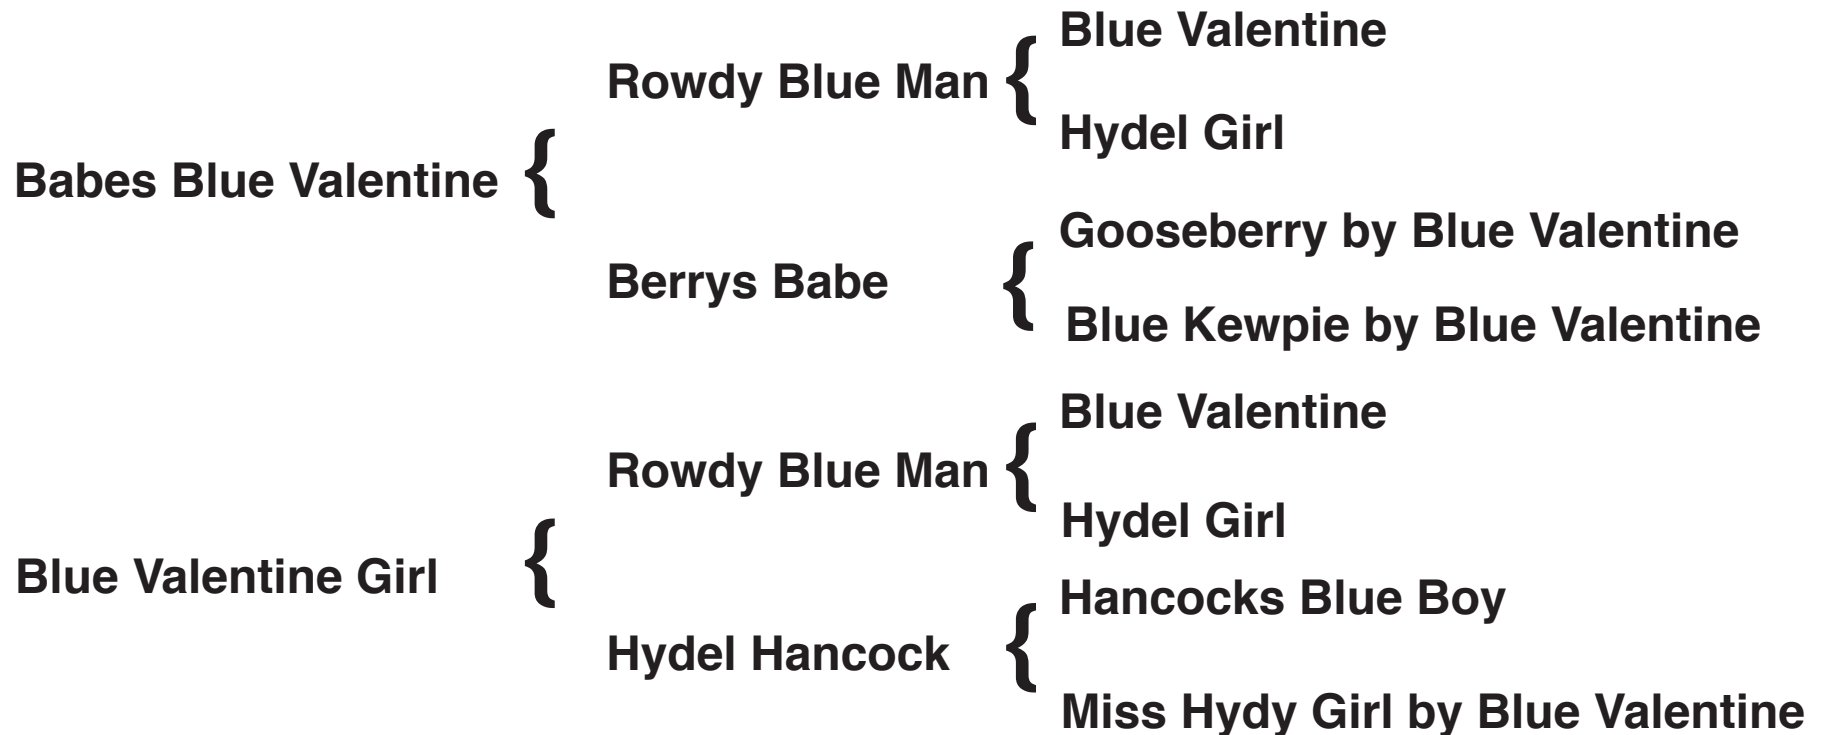 Blue Valentine
Rowdy Blue Man {
Hydel Girl
Babes Blue Valentine {
Gooseberry by Blue Valentine
Berrys Babe {
Blue Kewpie by Blue Valentine
Blue Valentine
Rowdy Blue Man {
Hydel Girl
Blue Valentine Girl {
Hancocks Blue Boy
Hydel Hancock {
Miss Hydy Girl by Blue Valentine